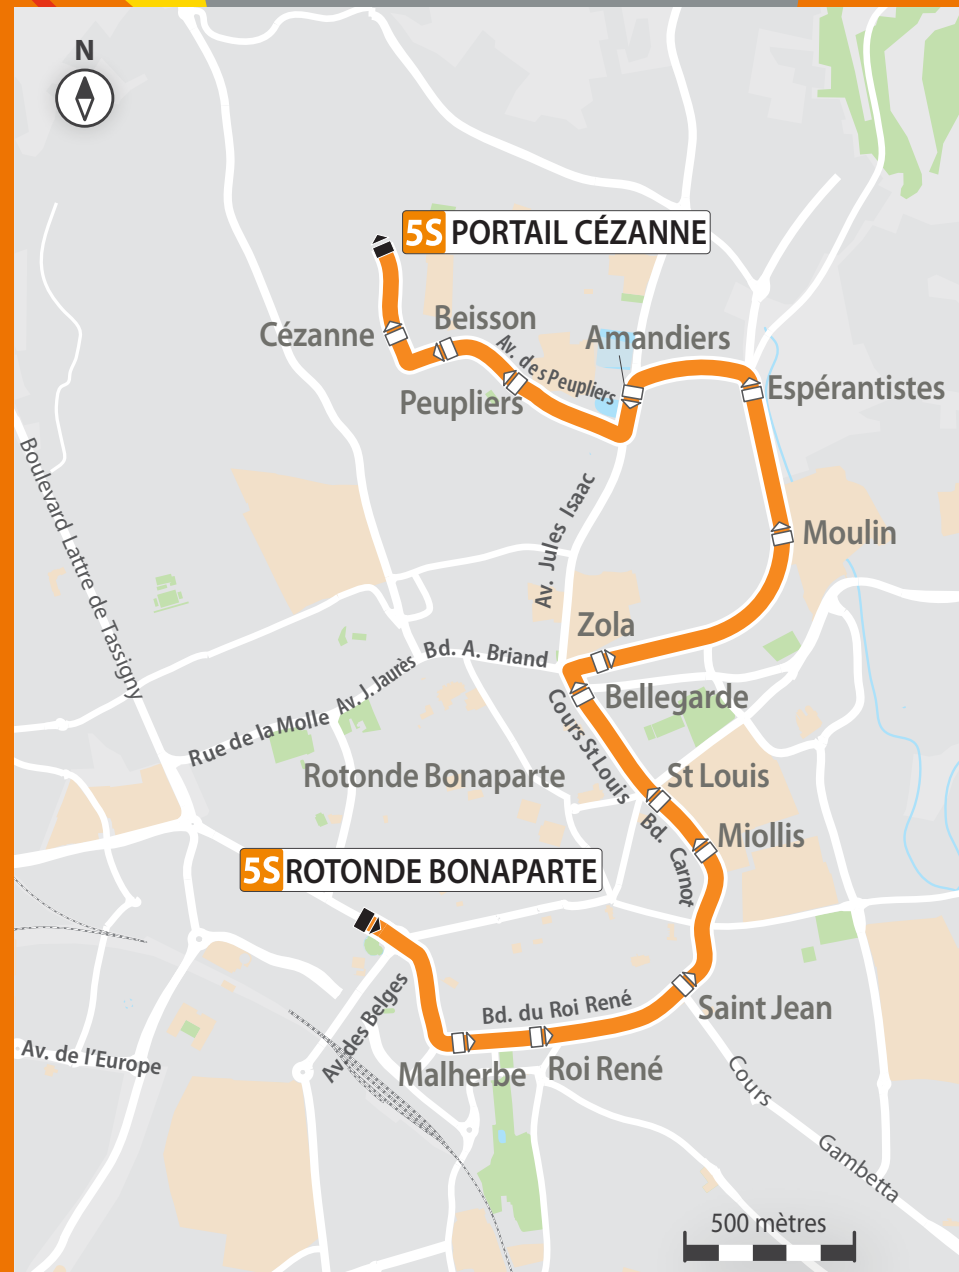 N
5S PORTAIL CÉZANNE
Beisson
Cézanne
Amandiers
Av. des Peupliers
Espérantistes
Peupliers
Boulevard Lattre de Tassigny
Av. Jules Isaac
Moulin
Zola
Bd. A. Briand
Av. J. Jaurès
Rue de la Molle
Bellegarde
Cours St Louis
Rotonde Bonaparte
St Louis
Bd. Carnot
Miollis
5S ROTONDE BONAPARTE
Av. des Belges
Bd. du Roi René
Saint Jean
Av. de l'Europe
Malherbe
Roi René
Cours Gambetta
500 mètres